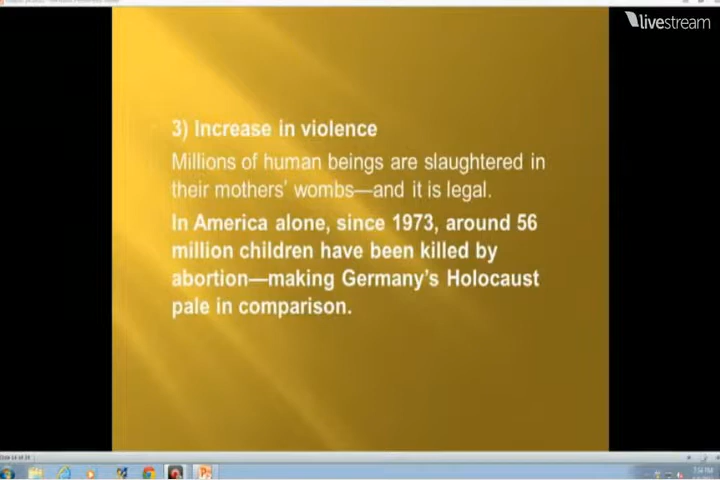 livestream
3) Increase in violence
Millions of human beings are slaughtered in
their mothers' wombs—and it is legal.
In America alone, since 1973, around 56
million children have been killed by
abortion—making Germany's Holocaust
pale in comparison.